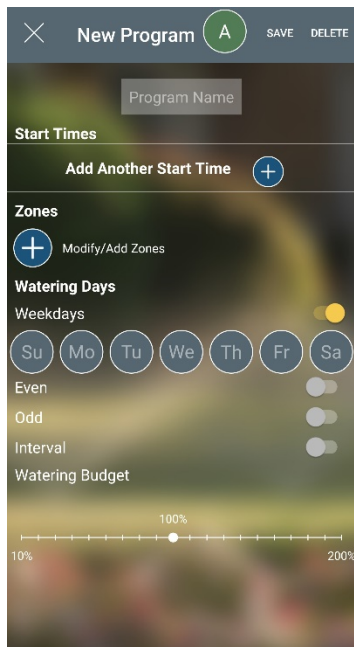 New Program A SAVE DELETE
Program Name
Start Times
Add Another Start Time
Zones
Modify/Add Zones
Watering Days
Weekdays
Su Mo Tu We Th Fr Sa
Even
Odd
Interval
Watering Budget
100%
10% 200%